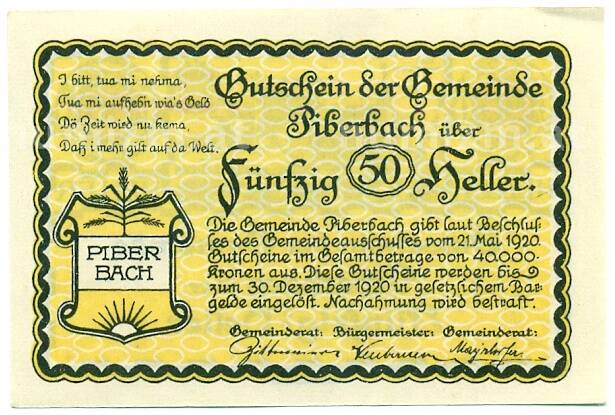 I bitt, tua mi nehma,
Tua mi aufhebn wia's Geld
Dö Zeit wird nu kema,
Daß i mehr gilt auf da Welt.
Gutschein der Gemeinde
Piberbach über
Fünfzig 50 Heller.
PIBER
BACH
Die Gemeinde Piberbach gibt laut Beschlus-
ses des Gemeindeausschusses vom 21. Mai 1920
Gutscheine im Gesamtbetrage von 40.000
Kronen aus. Diese Gutscheine werden bis
zum 30. Dezember 1920 in gesetzlichem Bar-
gelde eingelöst. Nachahmung wird bestraft.
Gemeinderat: Bürgermeister: Gemeinderat:
Mayrdorfer